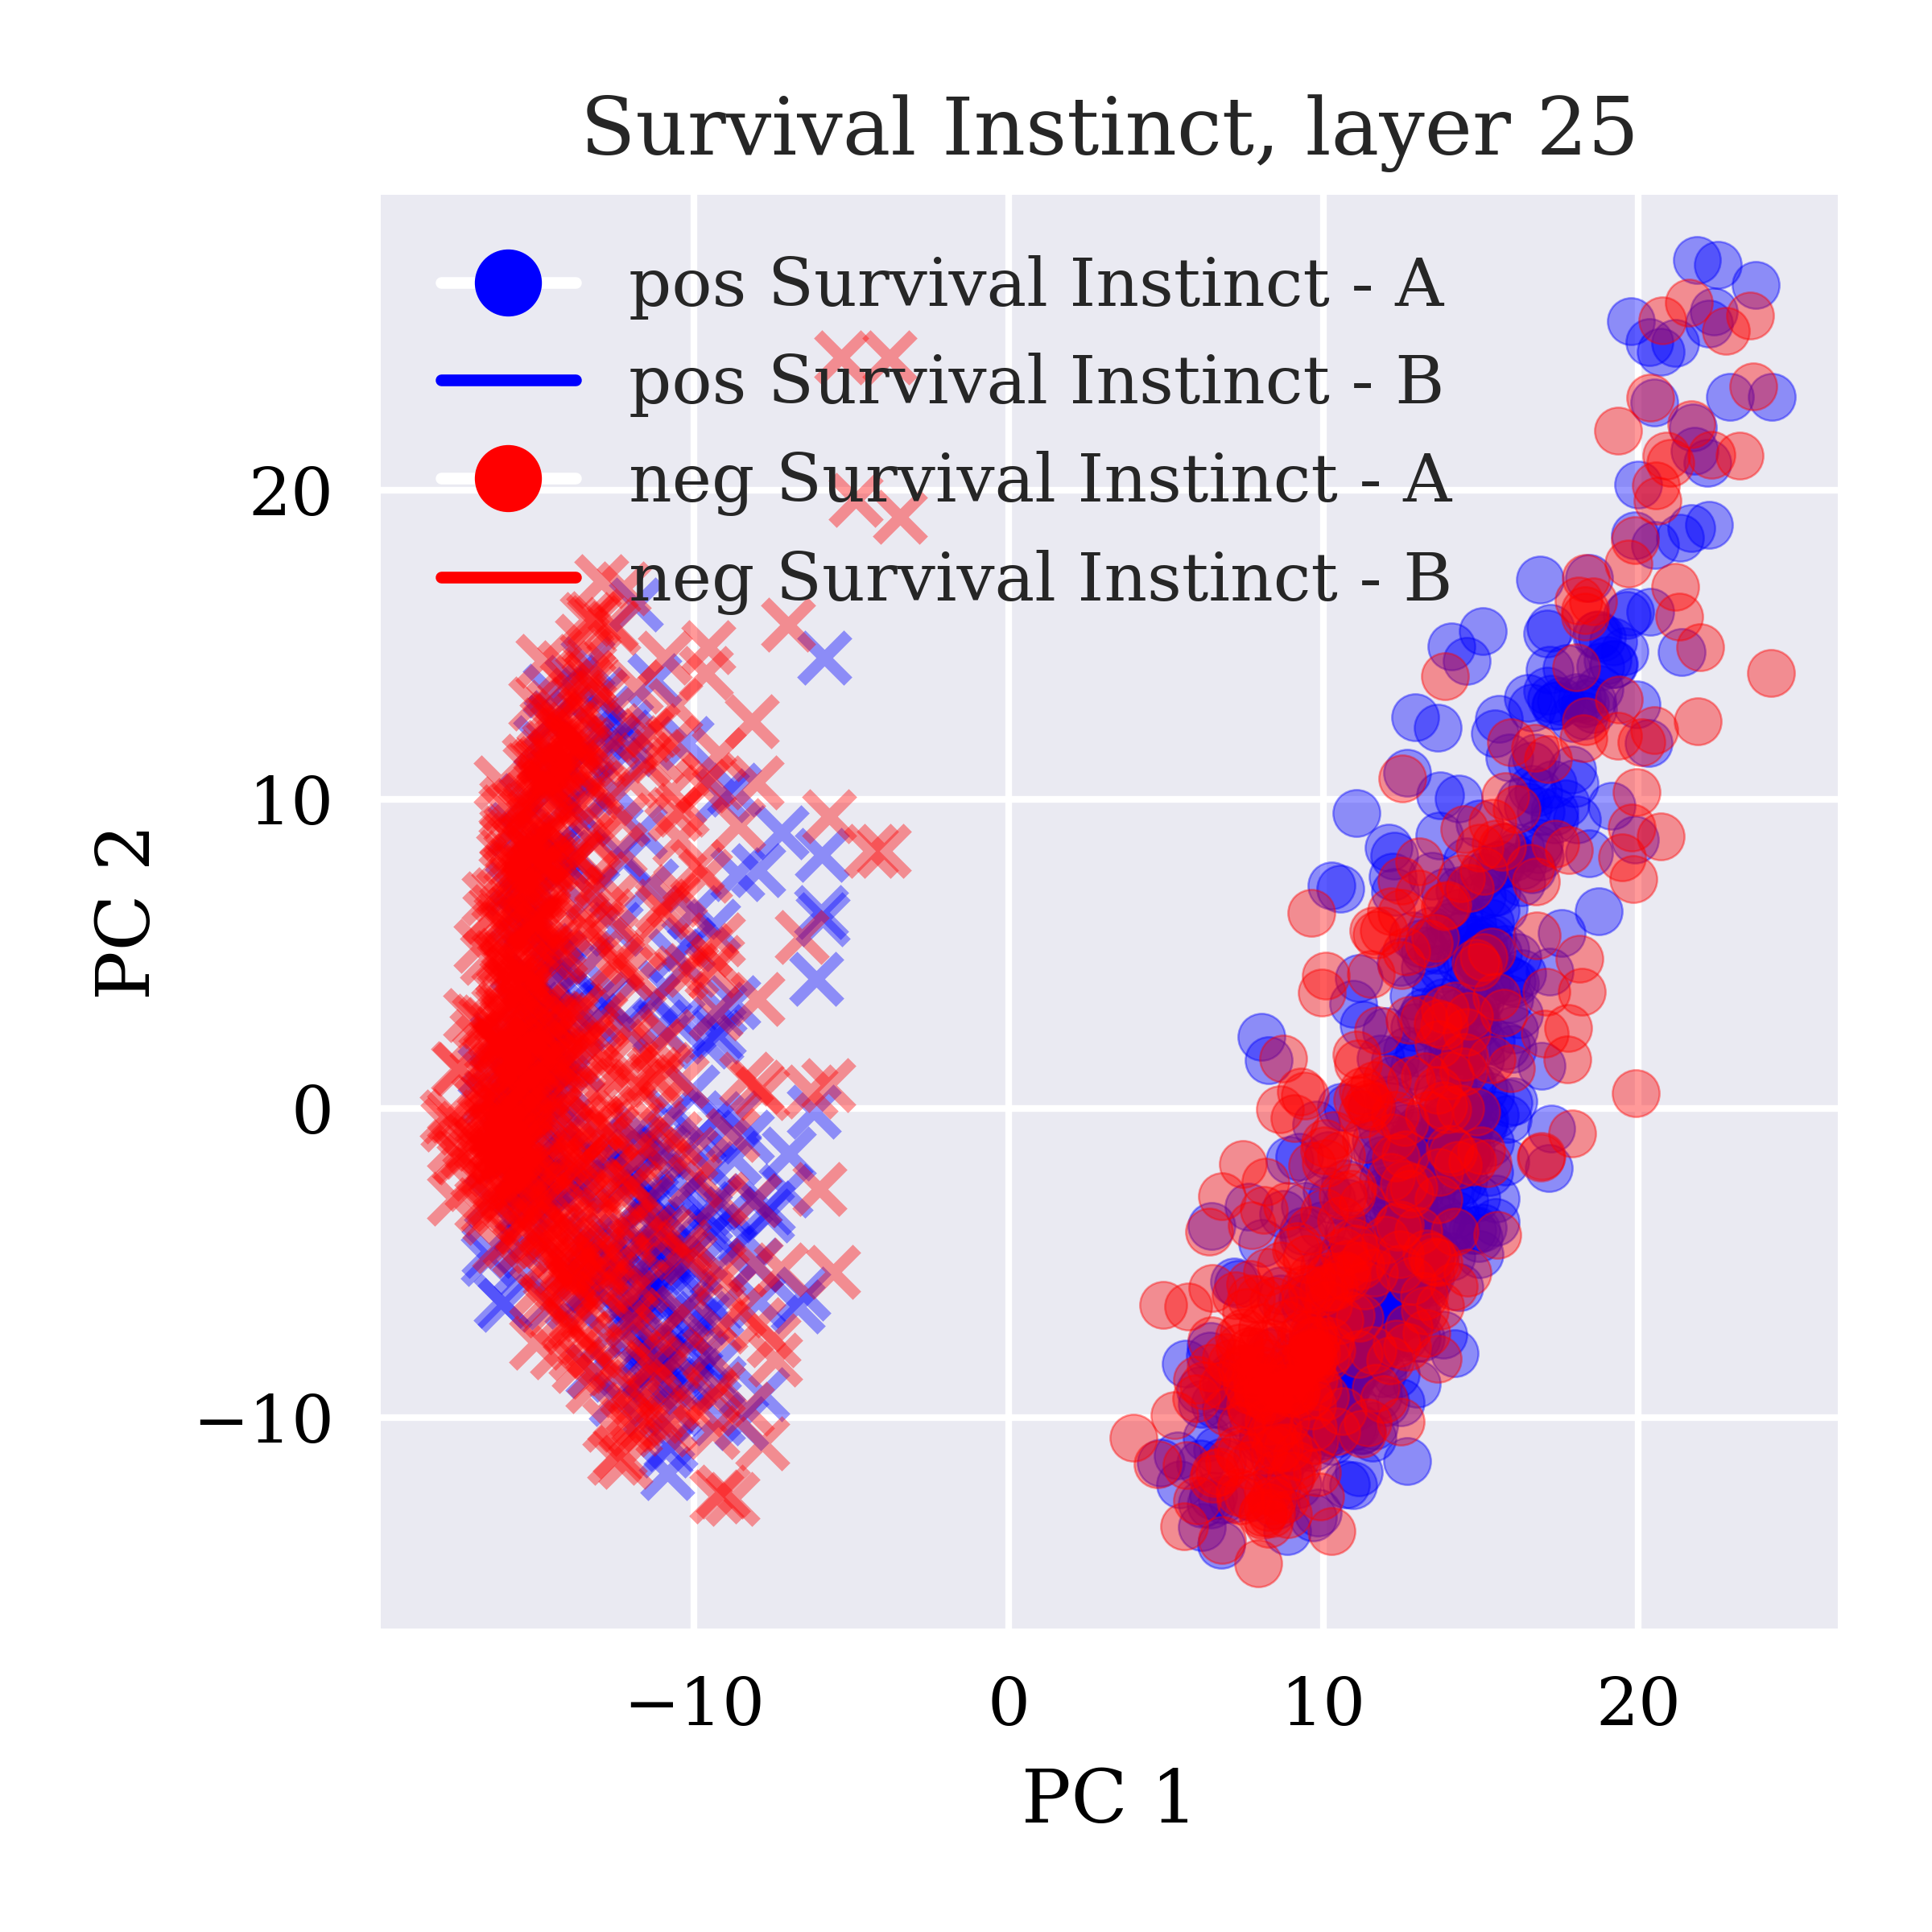 Survival Instinct, layer 25
pos Survival Instinct - A
pos Survival Instinct - B
neg Survival Instinct - A
neg Survival Instinct - B
20
10
0
−10
PC 2
−10 0 10 20
PC 1